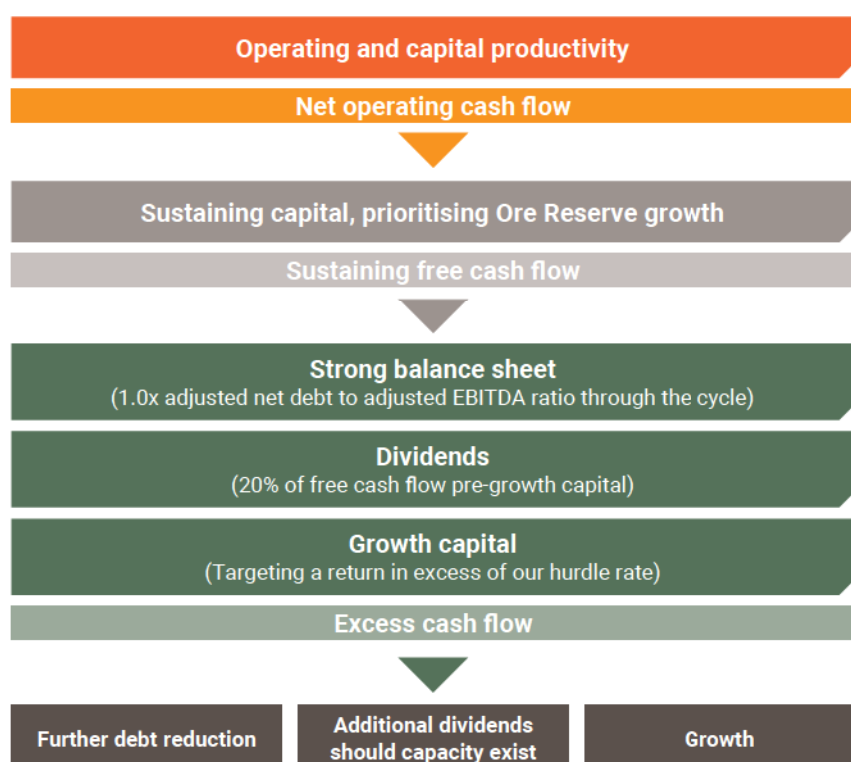 Operating and capital productivity
Net operating cash flow
Sustaining capital, prioritising Ore Reserve growth
Sustaining free cash flow
Strong balance sheet
(1.0x adjusted net debt to adjusted EBITDA ratio through the cycle)
Dividends
(20% of free cash flow pre-growth capital)
Growth capital
(Targeting a return in excess of our hurdle rate)
Excess cash flow
Further debt reduction
Additional dividends
should capacity exist
Growth